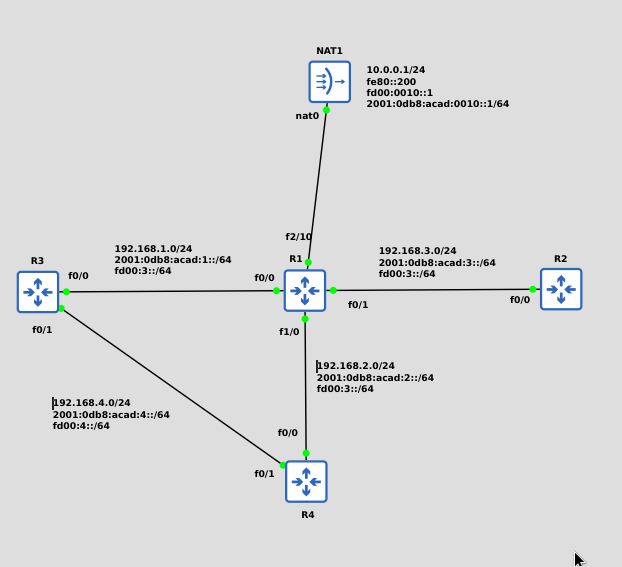 NAT1
10.0.0.1/24
fe80::200
fd00:0010::1
2001:0db8:acad:0010::1/64
nat0
f2/10
R1
R3
192.168.1.0/24
2001:0db8:acad:1::/64
fd00:3::/64
192.168.3.0/24
2001:0db8:acad:3::/64
fd00:3::/64
R2
f0/0
f0/0
f0/1
f0/0
f0/1
f1/0
192.168.2.0/24
2001:0db8:acad:2::/64
fd00:3::/64
192.168.4.0/24
2001:0db8:acad:4::/64
fd00:4::/64
f0/0
f0/1
R4